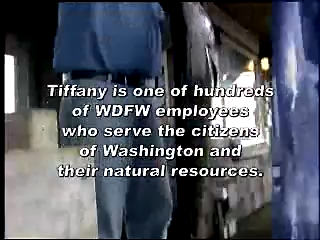 Tiffany is one of hundreds
of WDFW employees
who serve the citizens
of Washington and
their natural resources.